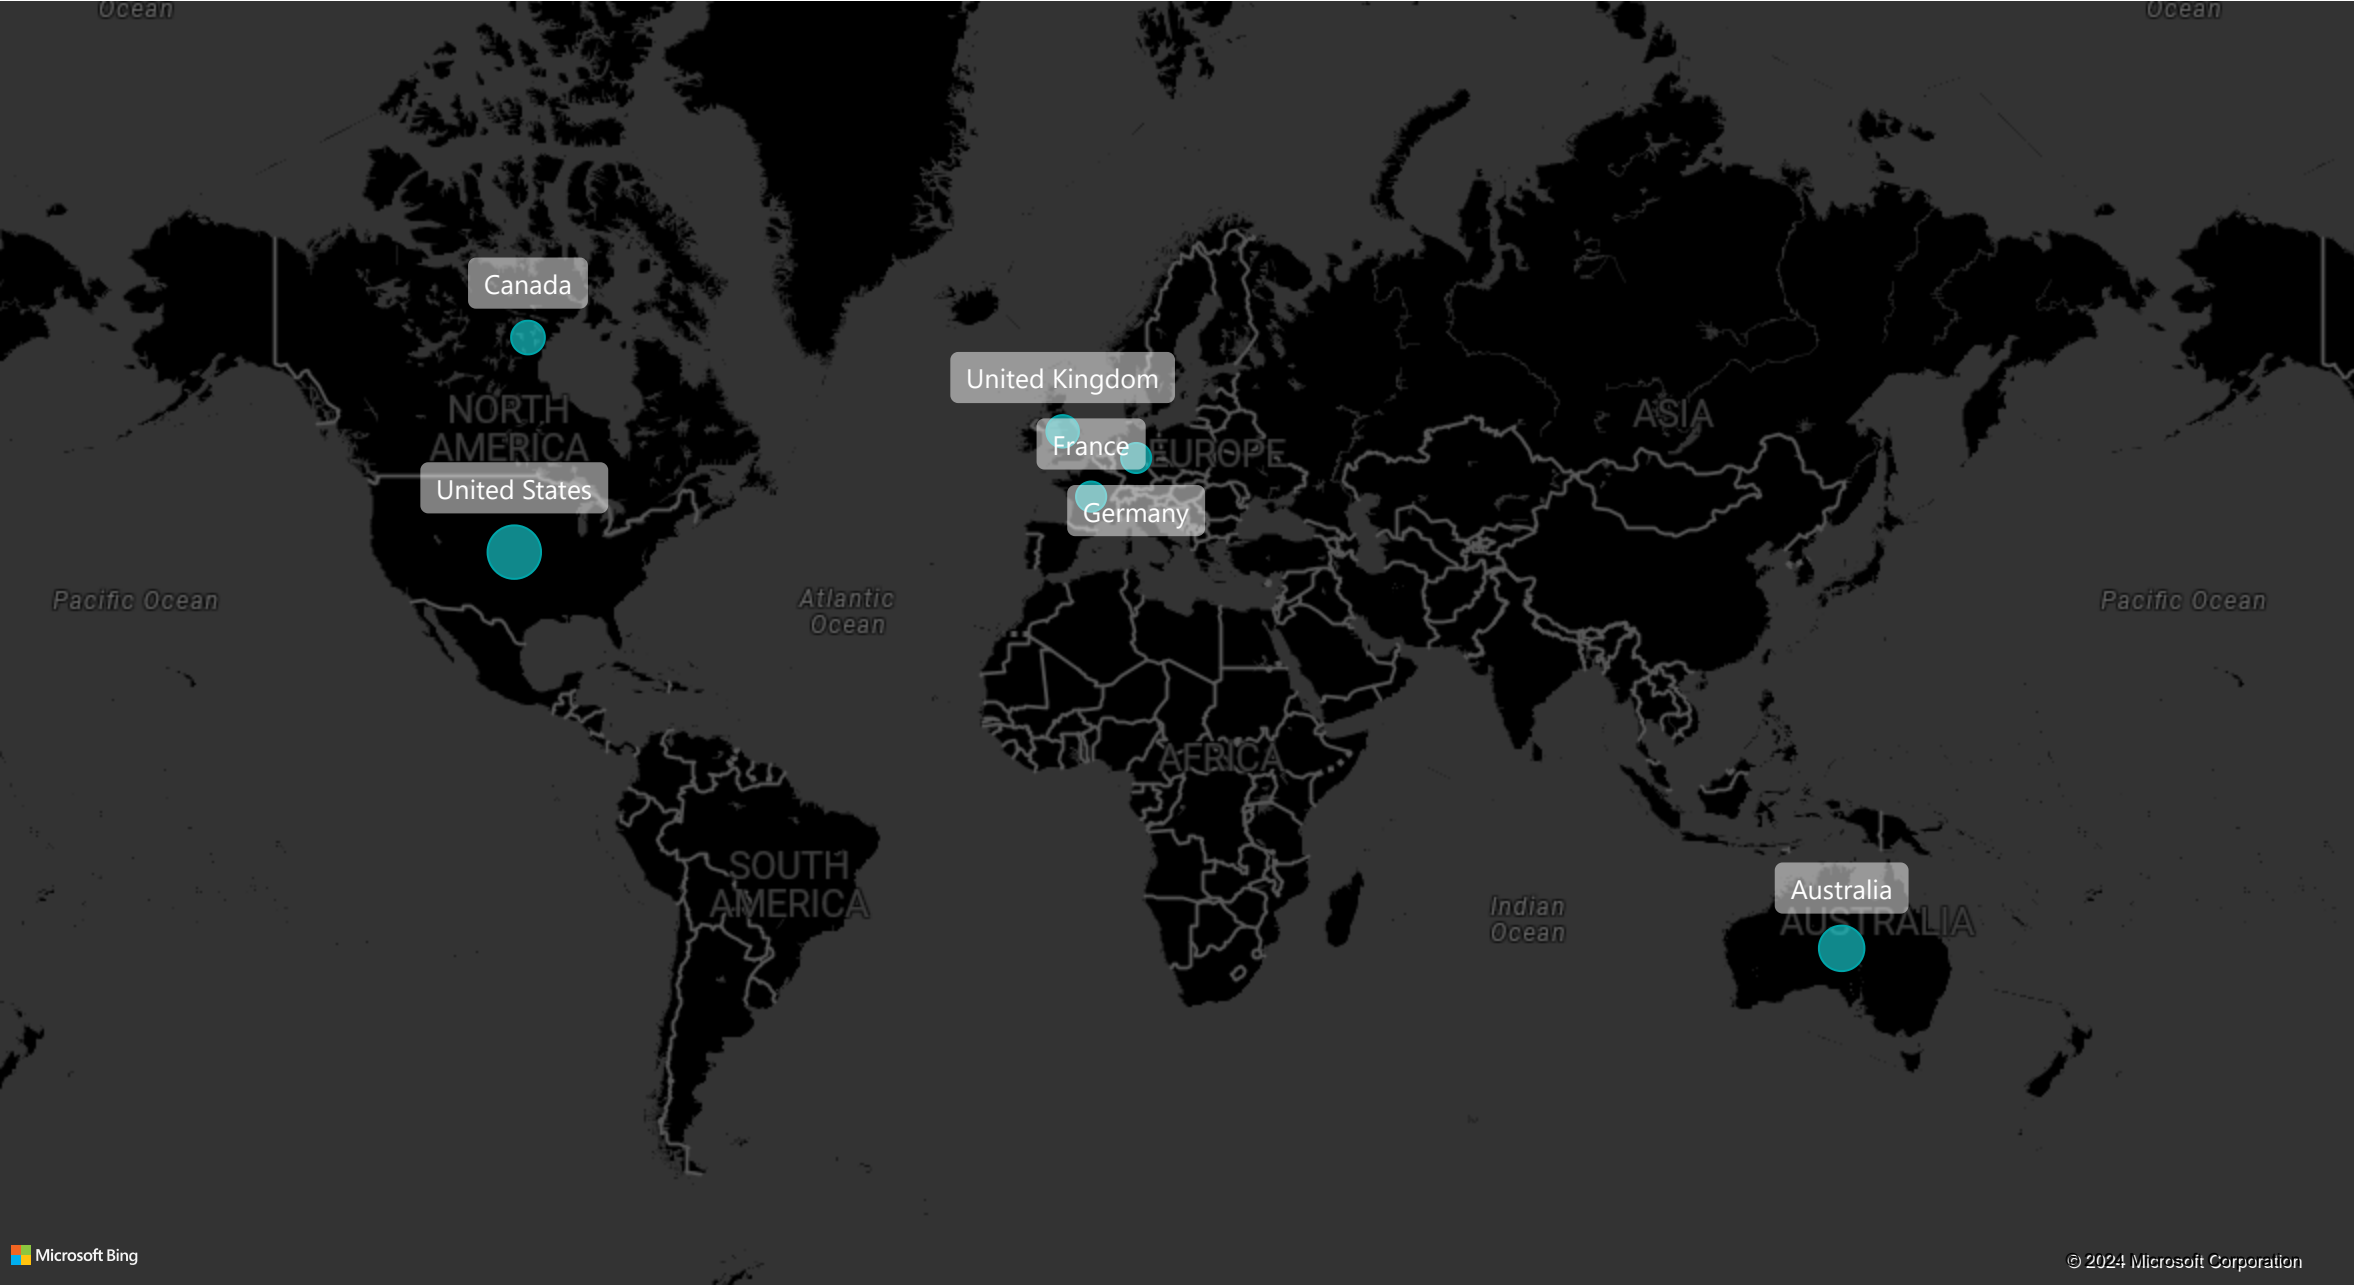 Ocean
Ocean
Canada
United Kingdom
NORTH
AMERICA
ASIA
France
EUROPE
United States
Germany
Pacific Ocean
Atlantic
Ocean
Pacific Ocean
AFRICA
SOUTH
AMERICA
Indian
Ocean
Australia
AUSTRALIA
Microsoft Bing
© 2024 Microsoft Corporation